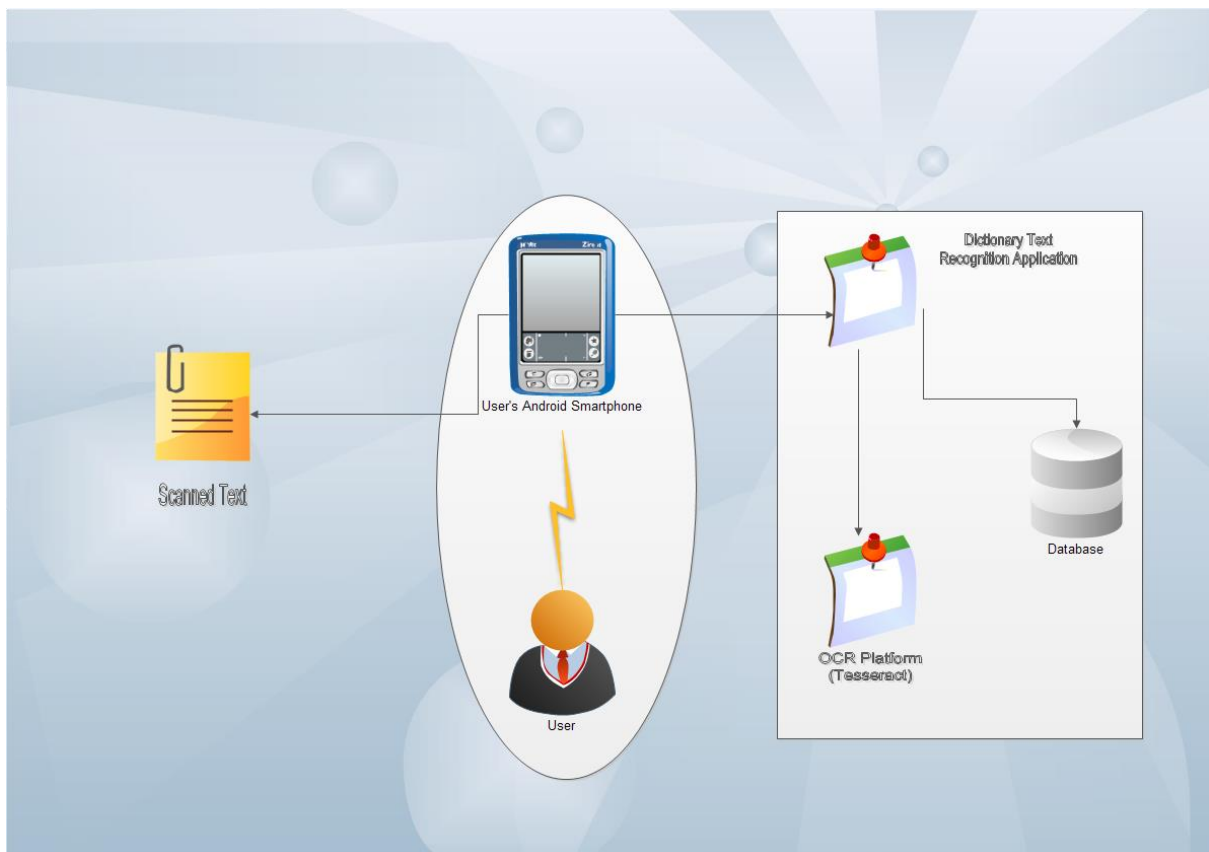 Dictionary Text
Recognition Application
User's Android Smartphone
Scanned Text
Database
OCR Platform
(Tesseract)
User